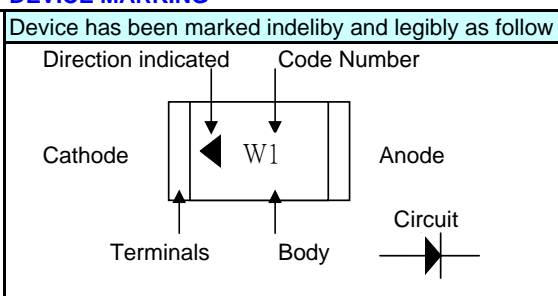 DEVICE MARKING
Device has been marked indeliby and legibly as follow
Direction indicated Code Number
Cathode W1 Anode
Circuit
Terminals Body